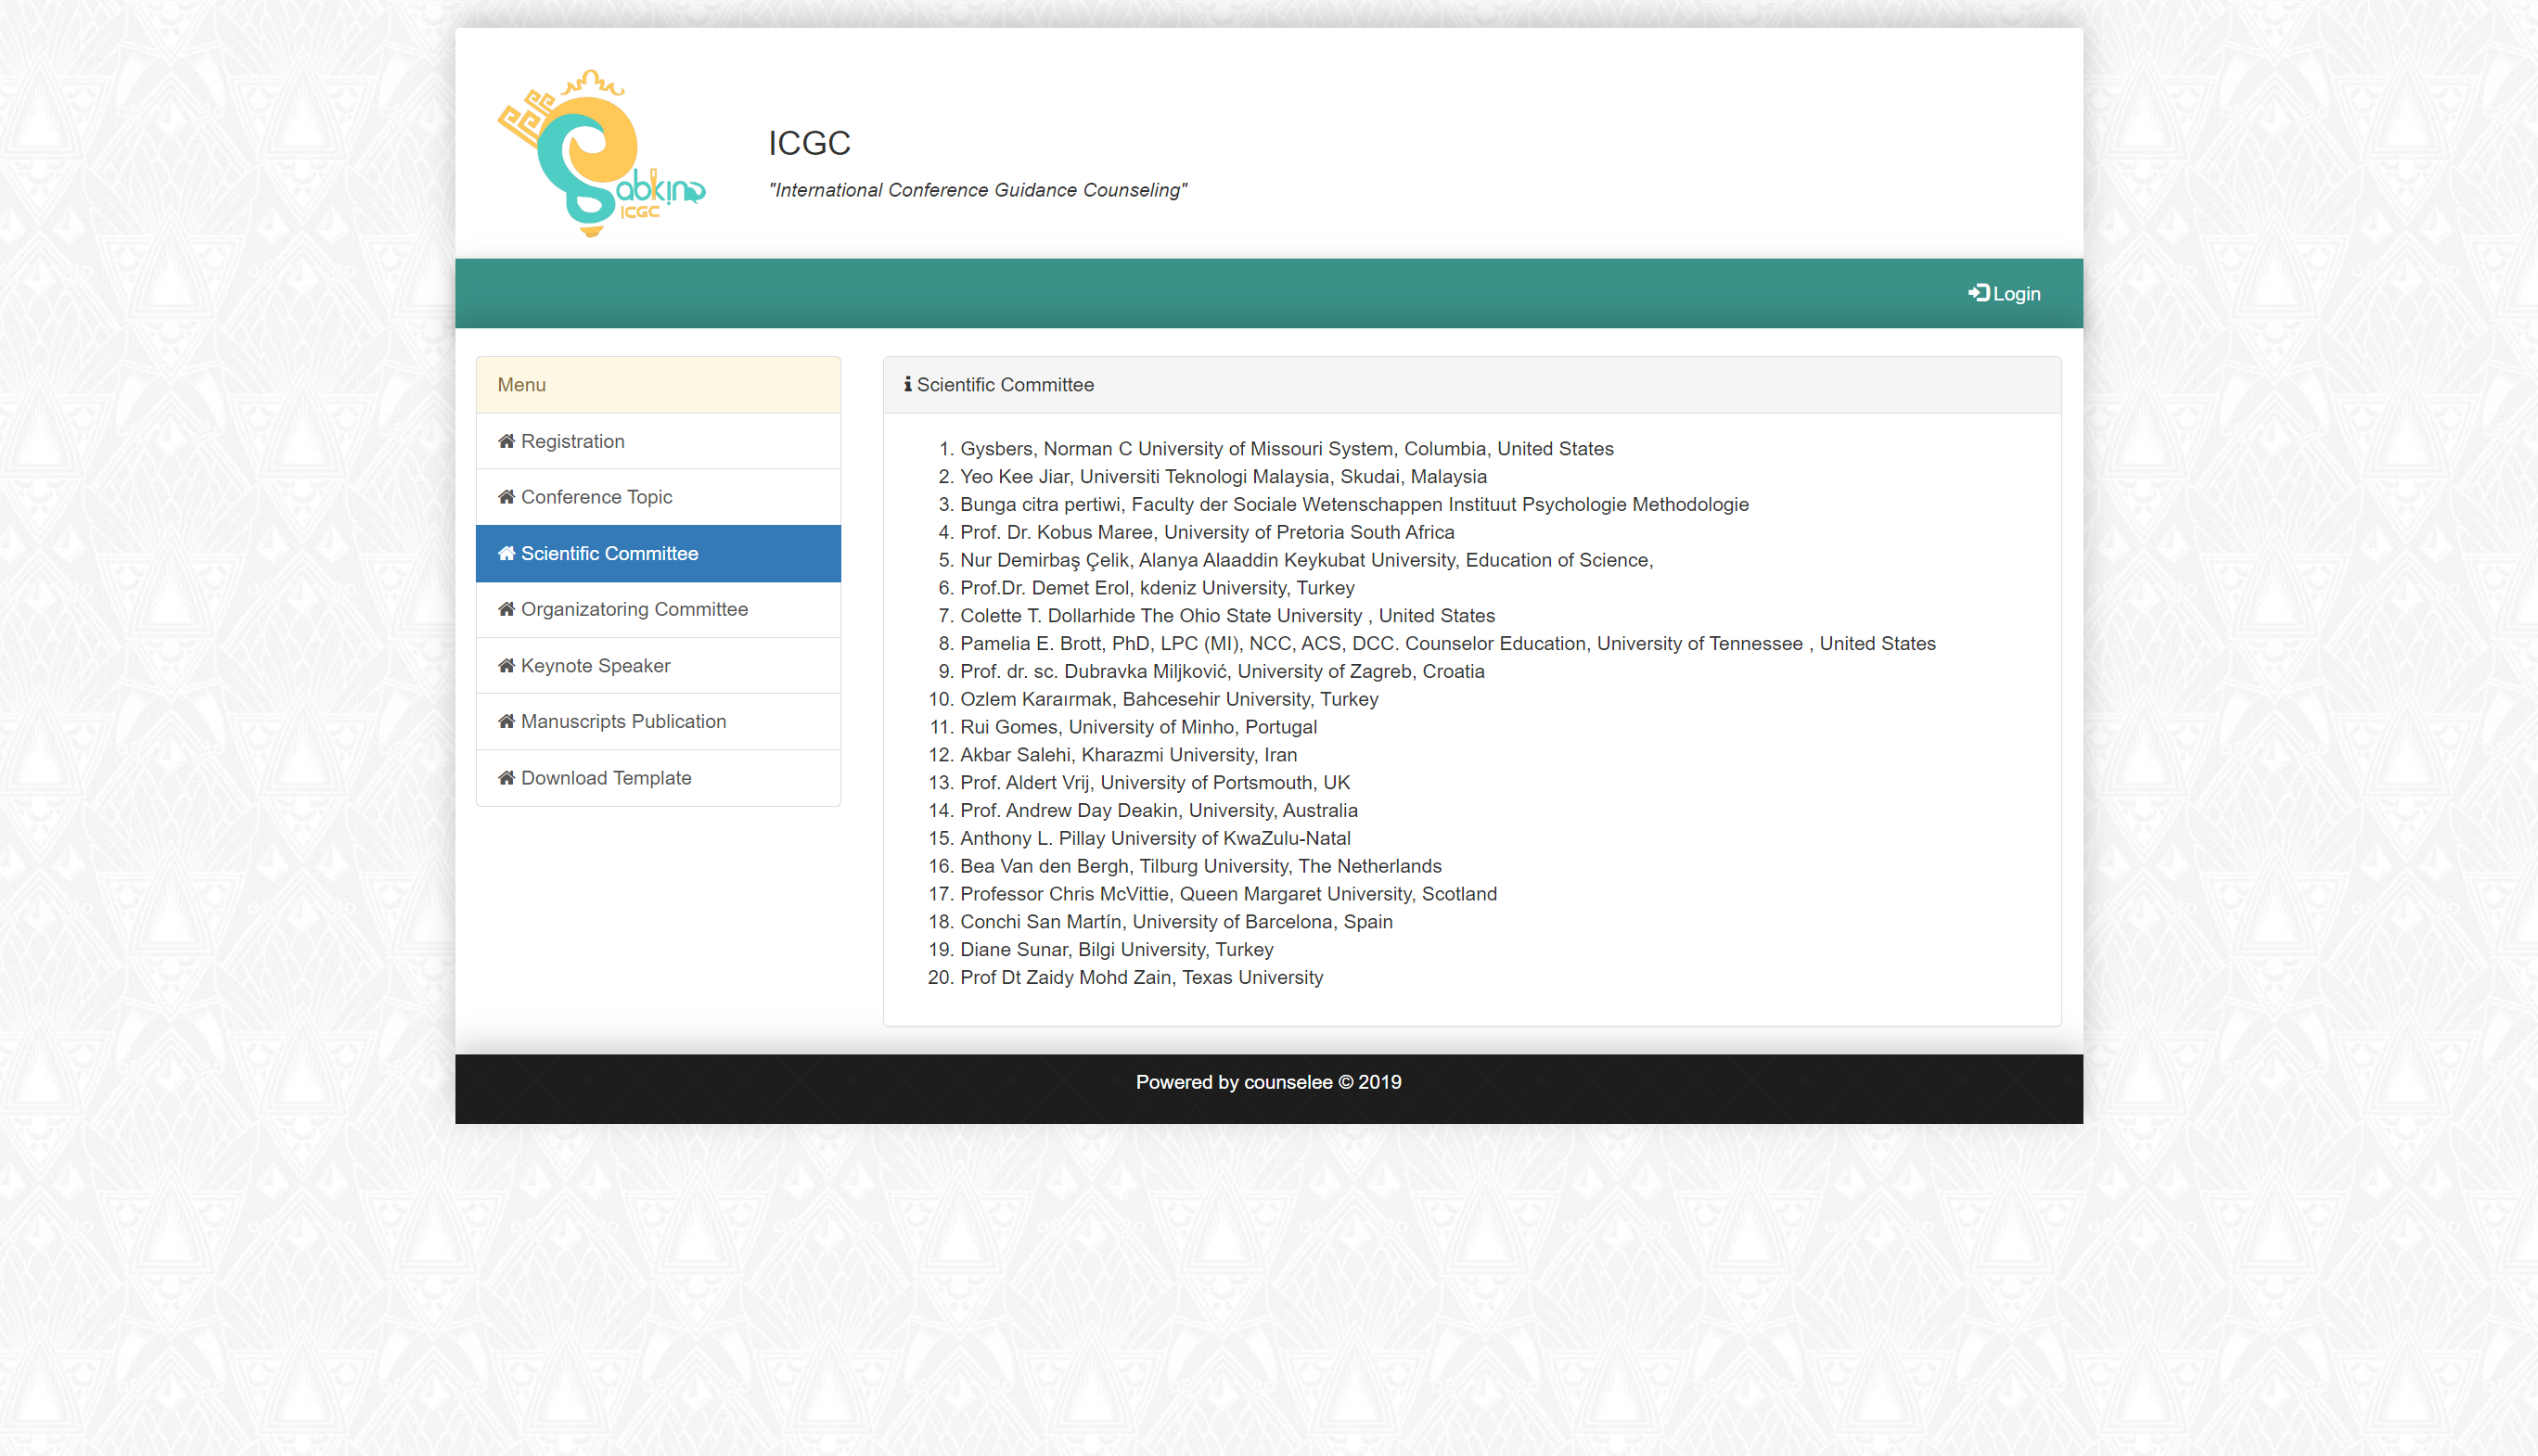 abkin
ICGC
ICGC
"International Conference Guidance Counseling"
Login
Menu
Registration
Conference Topic
Scientific Committee
Organizatoring Committee
Keynote Speaker
Manuscripts Publication
Download Template
Scientific Committee
1. Gysbers, Norman C University of Missouri System, Columbia, United States
2. Yeo Kee Jiar, Universiti Teknologi Malaysia, Skudai, Malaysia
3. Bunga citra pertiwi, Faculty der Sociale Wetenschappen Instituut Psychologie Methodologie
4. Prof. Dr. Kobus Maree, University of Pretoria South Africa
5. Nur Demirbaş Çelik, Alanya Alaaddin Keykubat University, Education of Science,
6. Prof.Dr. Demet Erol, kdeniz University, Turkey
7. Colette T. Dollarhide The Ohio State University , United States
8. Pamelia E. Brott, PhD, LPC (MI), NCC, ACS, DCC. Counselor Education, University of Tennessee , United States
9. Prof. dr. sc. Dubravka Miljković, University of Zagreb, Croatia
10. Ozlem Karaırmak, Bahcesehir University, Turkey
11. Rui Gomes, University of Minho, Portugal
12. Akbar Salehi, Kharazmi University, Iran
13. Prof. Aldert Vrij, University of Portsmouth, UK
14. Prof. Andrew Day Deakin, University, Australia
15. Anthony L. Pillay University of KwaZulu-Natal
16. Bea Van den Bergh, Tilburg University, The Netherlands
17. Professor Chris McVittie, Queen Margaret University, Scotland
18. Conchi San Martín, University of Barcelona, Spain
19. Diane Sunar, Bilgi University, Turkey
20. Prof Dt Zaidy Mohd Zain, Texas University
Powered by counselee © 2019